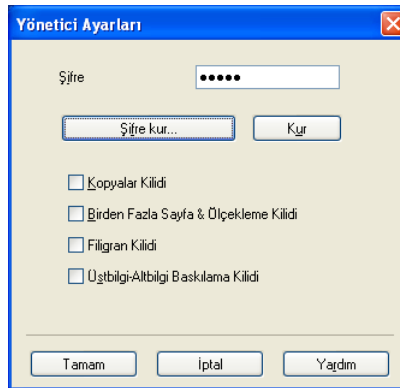 Yönetici Ayarları
Şifre
●●●●●
Şifre kur...
Kur
Kopyalar Kilidi
Birden Fazla Sayfa & Ölçekleme Kilidi
Filigran Kilidi
Üstbilgi-Altbilgi Baskılama Kilidi
Tamam
İptal
Yardım